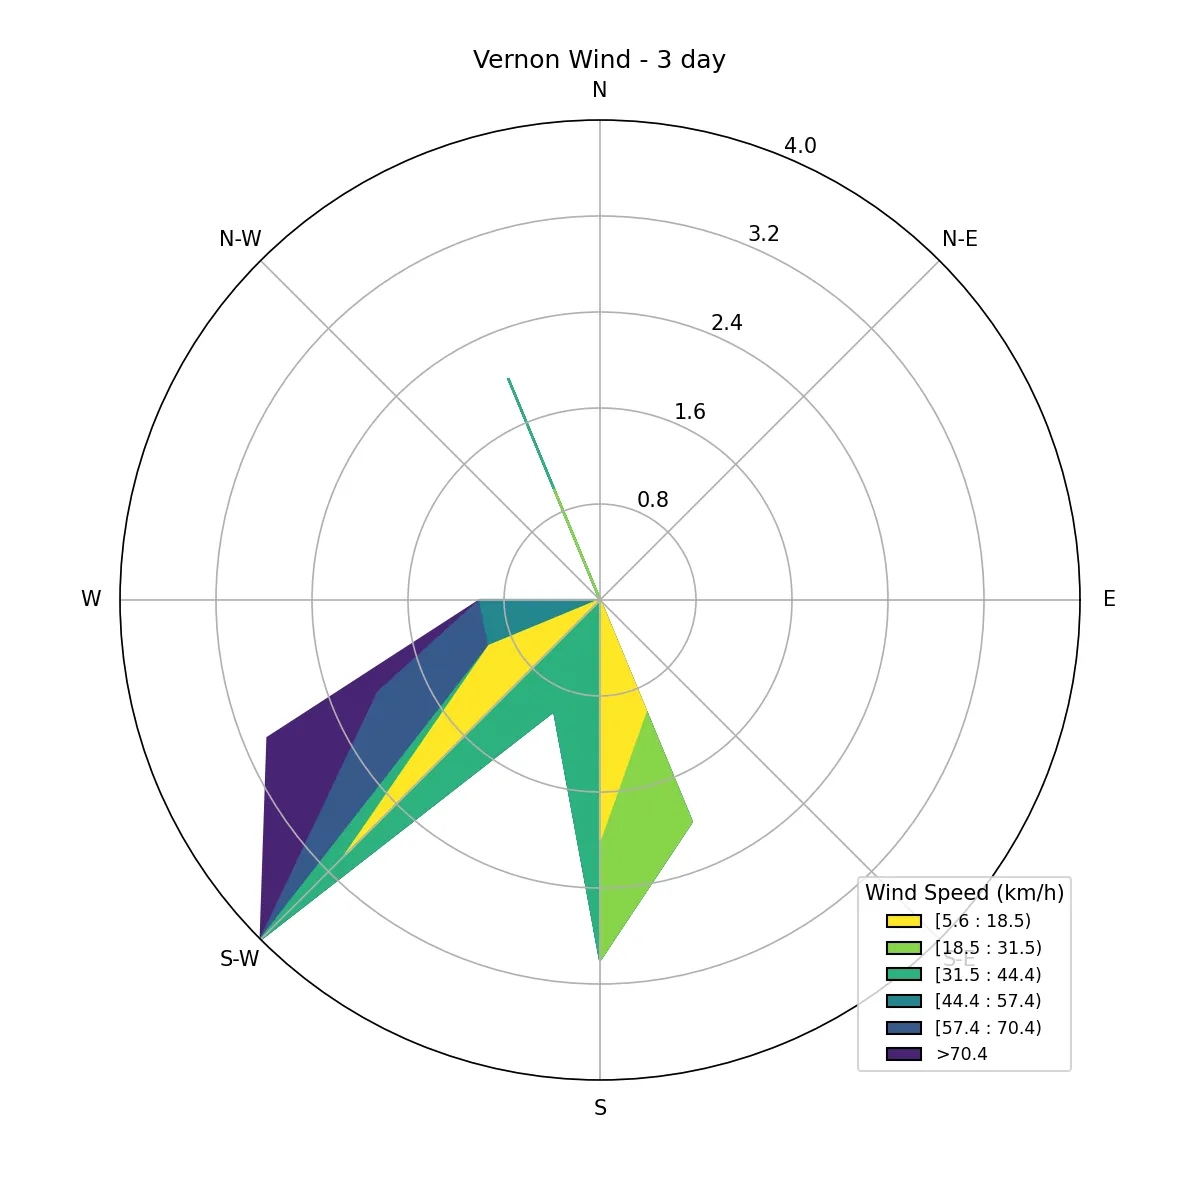 Vernon Wind - 3 day
N
4.0
N-W
N-E
3.2
2.4
1.6
0.8
W
E
S-W
S-E
S
Wind Speed (km/h)
[5.6 : 18.5)
[18.5 : 31.5)
[31.5 : 44.4)
[44.4 : 57.4)
[57.4 : 70.4)
>70.4